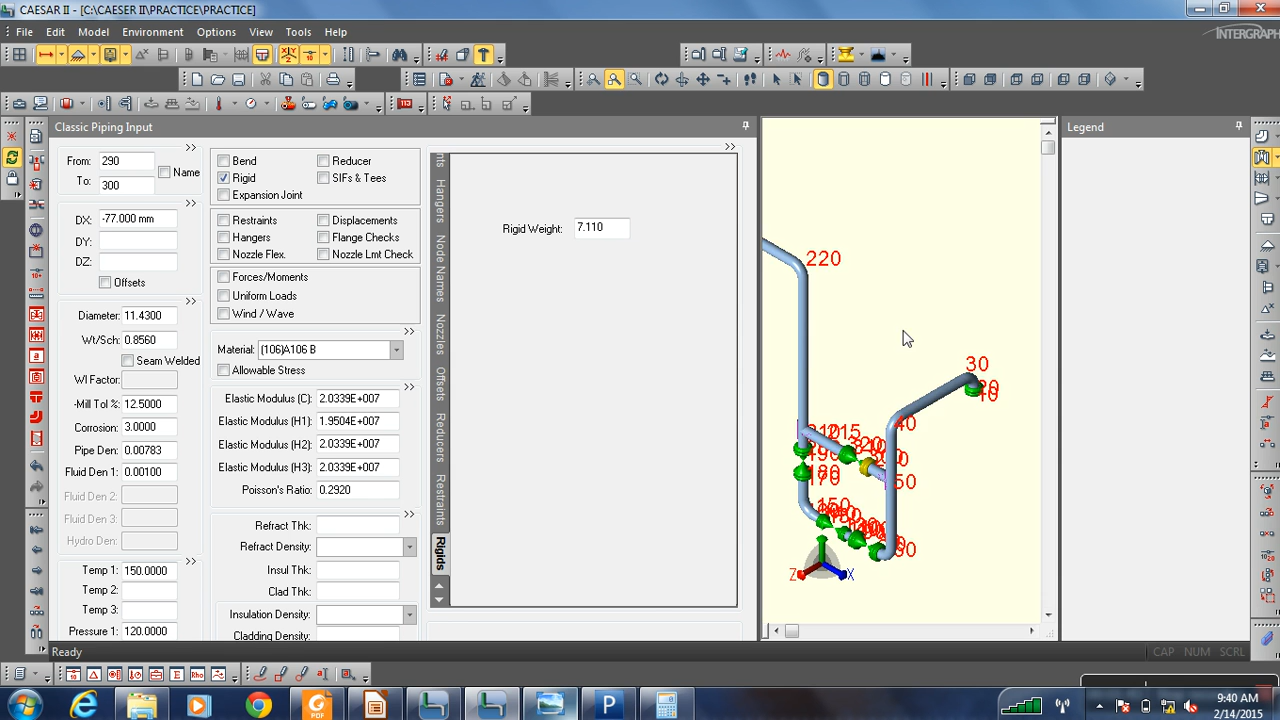 CAESAR II - [C:\CAESER II\PRACTICE\PRACTICE]
File Edit Model Environment Options View Tools Help
INTERGRAPH
113
Classic Piping Input
Legend
From: 290
To: 300
Name
DX: -77.000 mm
DY:
DZ:
Offsets
Diameter: 11.4300
Wt/Sch: 0.8560
Seam Welded
WI Factor:
-Mill Tol %: 12.5000
Corrosion: 3.0000
Pipe Den: 0.00783
Fluid Den 1: 0.00100
Fluid Den 2:
Fluid Den 3:
Hydro Den:
Temp 1: 150.0000
Temp 2:
Temp 3:
Pressure 1: 120.0000
Bend Reducer
Rigid SIFs & Tees
Expansion Joint
Restraints Displacements
Hangers Flange Checks
Nozzle Flex. Nozzle Lmt Check
Forces/Moments
Uniform Loads
Wind / Wave
Material: (106)A106 B
Allowable Stress
Elastic Modulus (C): 2.0339E+007
Elastic Modulus (H1): 1.9504E+007
Elastic Modulus (H2): 2.0339E+007
Elastic Modulus (H3): 2.0339E+007
Poisson's Ratio: 0.2920
Refract Thk:
Refract Density:
Insul Thk:
Clad Thk:
Insulation Density:
Cladding Density:
Hangers
Node Names
Nozzles
Offsets
Reducers
Restraints
Rigids
Rigid Weight: 7.110
220
30
40
215
180
170
50
Z
X
Ready
CAP NUM SCRL
PDF
P
9:40 AM
2/14/2015